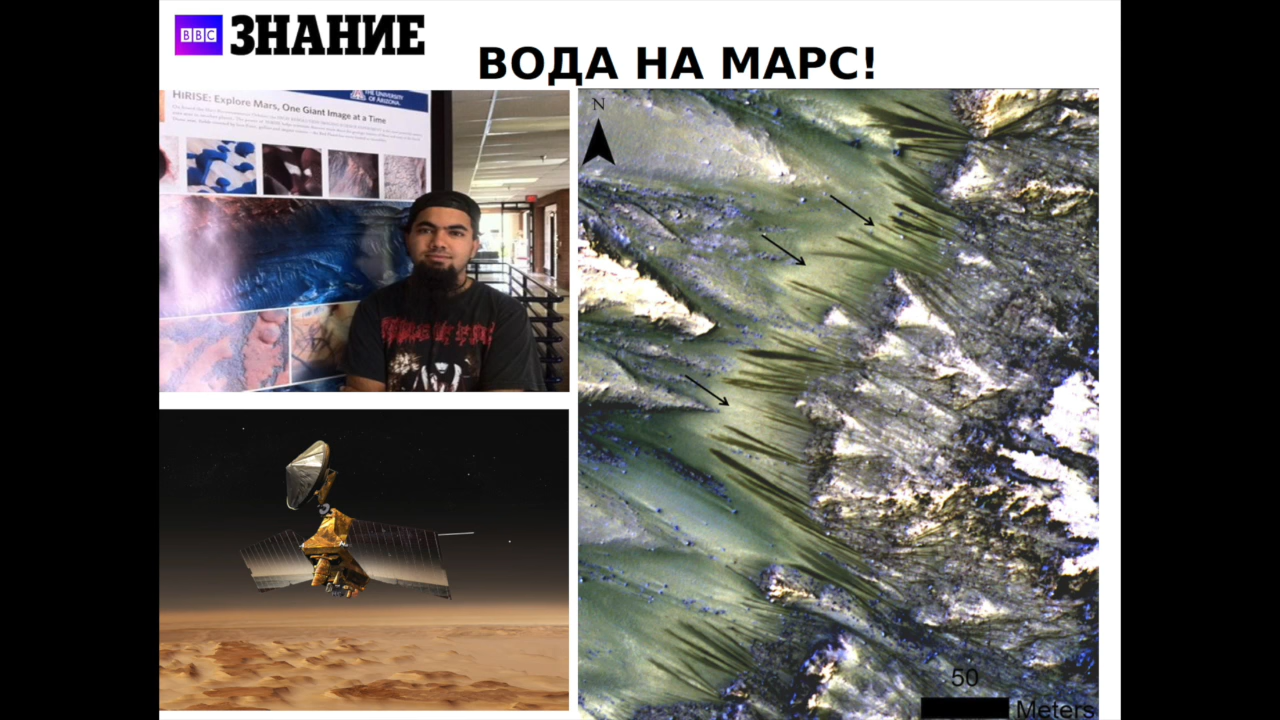 BBC ЗНАНИЕ
ВОДА НА МАРС!
THE UNIVERSITY
OF ARIZONA.
HIRISE: Explore Mars, One Giant Image at a Time
N
50
Meters